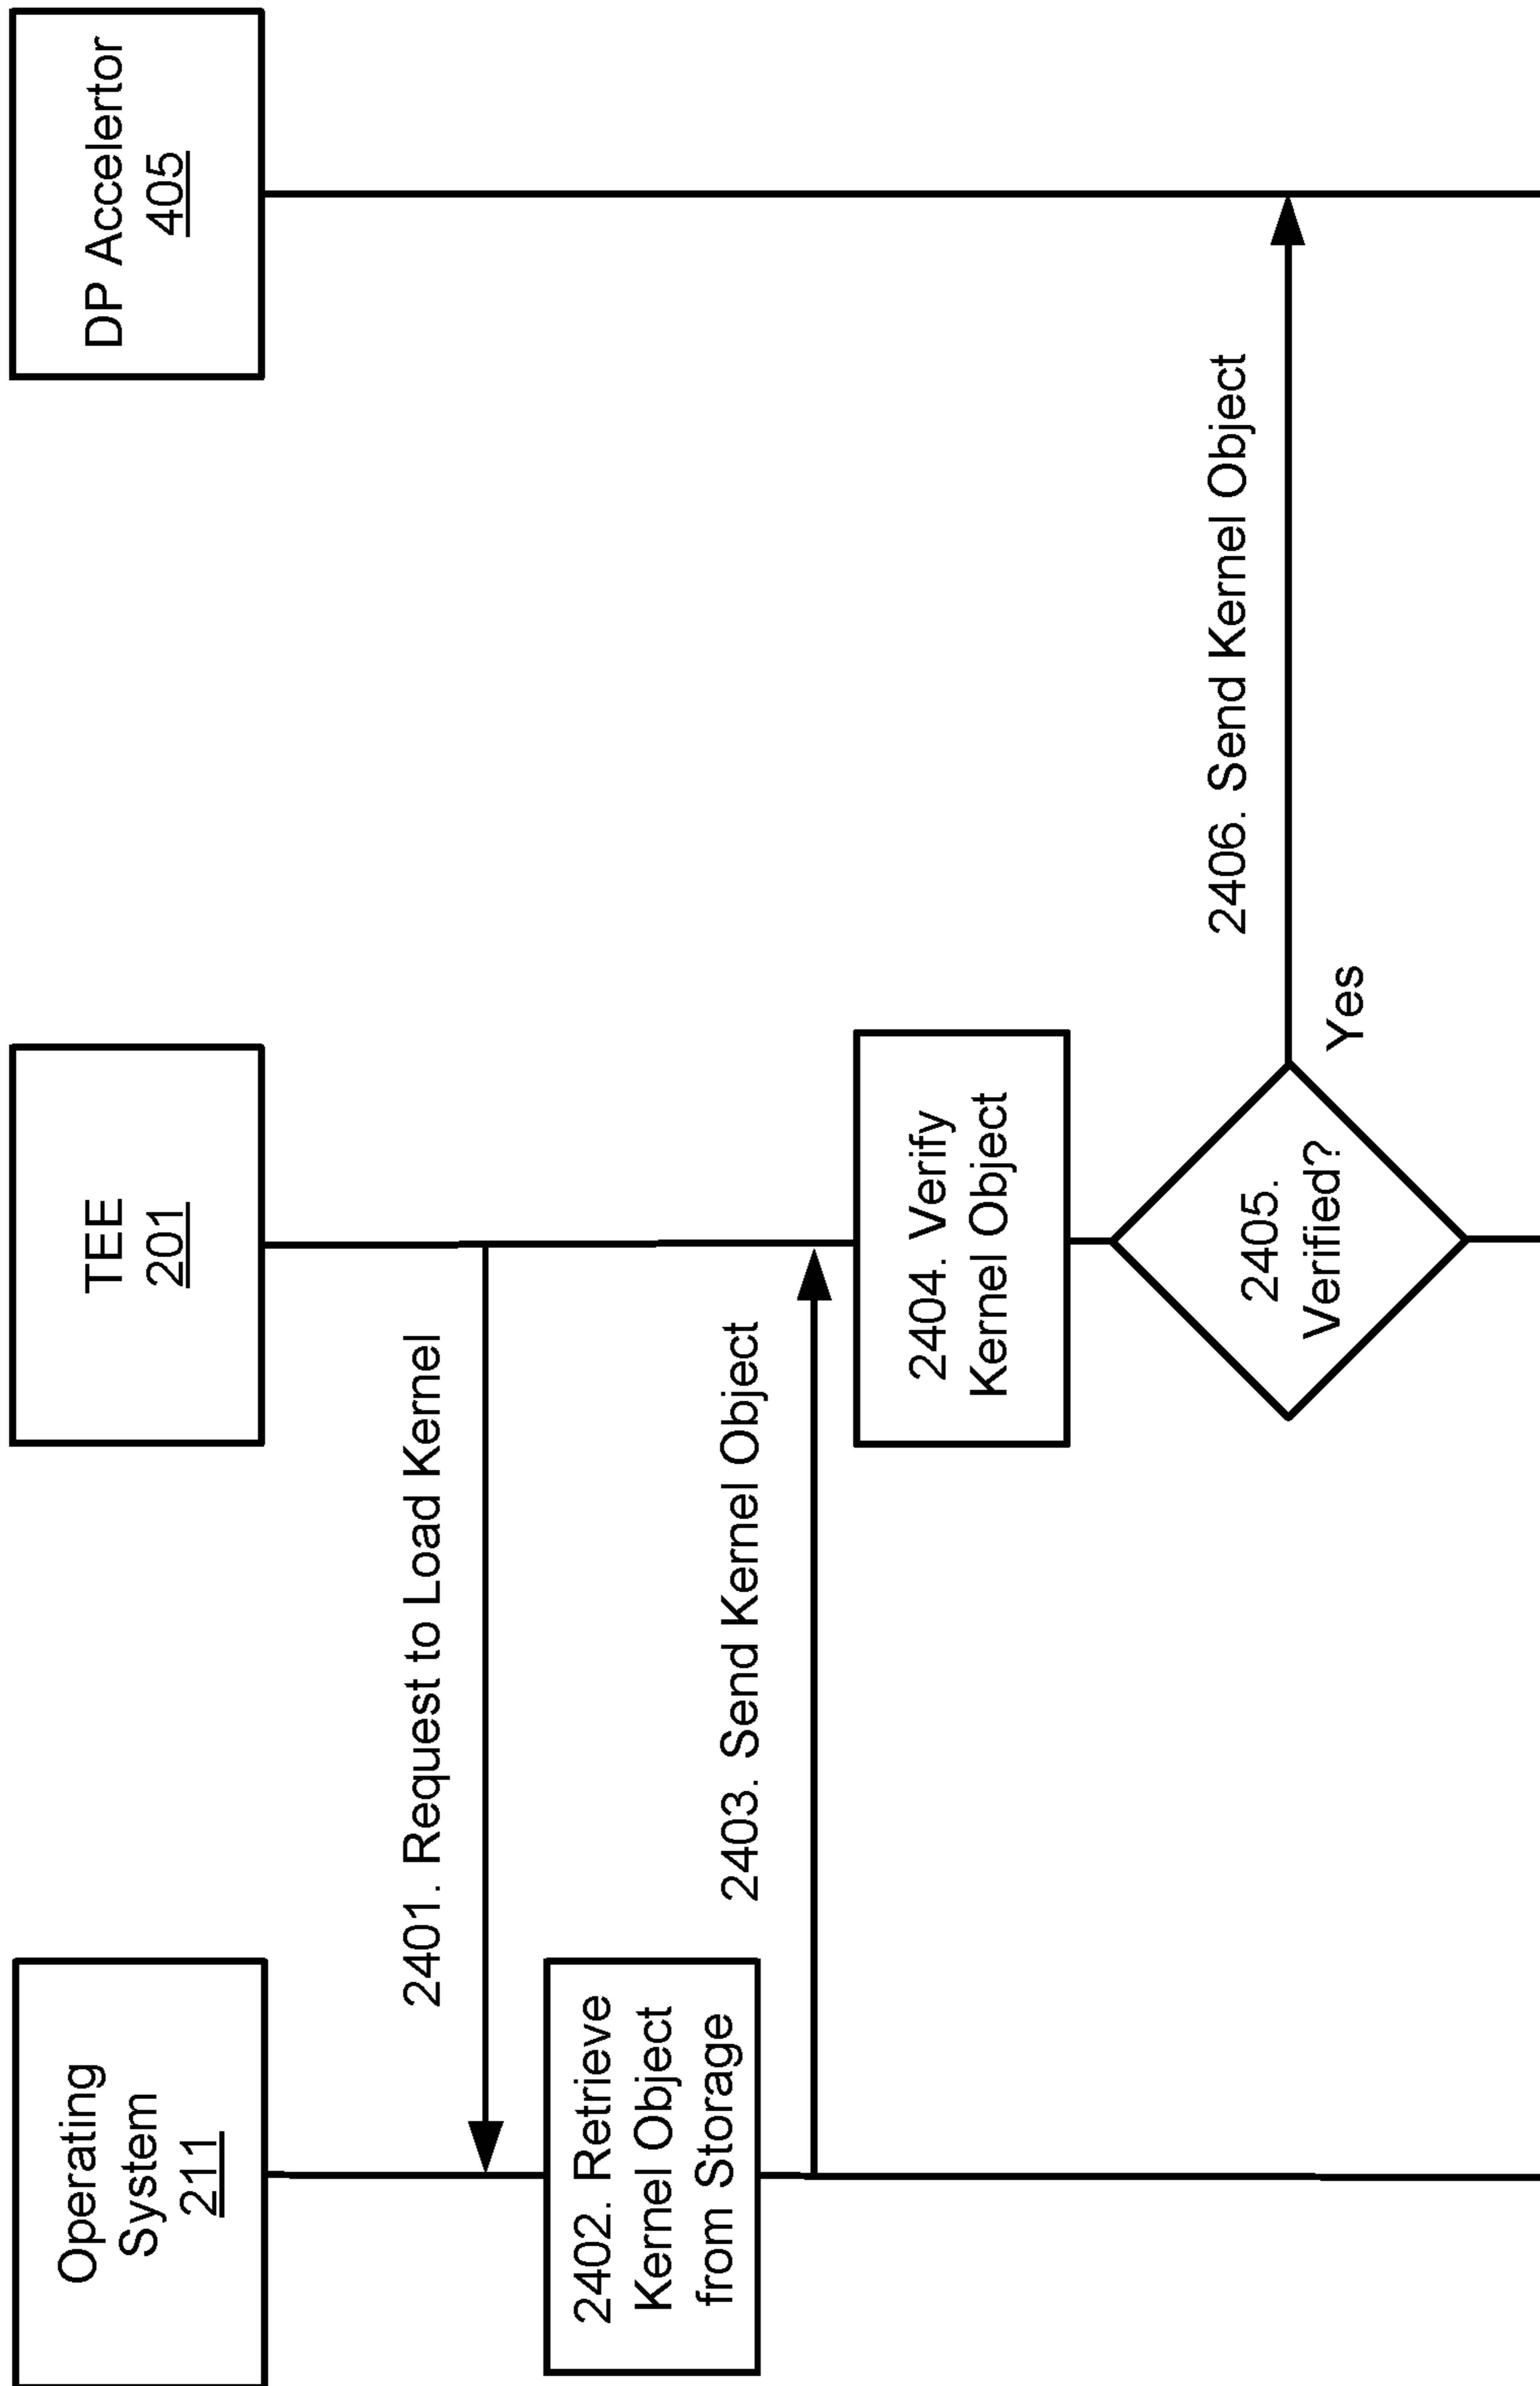 Operating
System
211
TEE
201
DP Accelertor
405
2401. Request to Load Kernel
2402. Retrieve
Kernel Object
from Storage
2403. Send Kernel Object
2404. Verify
Kernel Object
2405.
Verified?
2406. Send Kernel Object
Yes